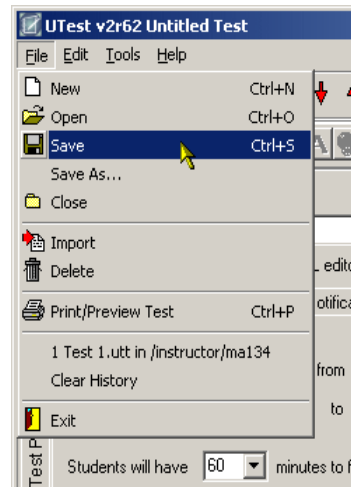 UTest v2r62 Untitled Test
File Edit Tools Help
New Ctrl+N
Open Ctrl+O
Save Ctrl+S
Save As...
Close
Import
Delete
Print/Preview Test Ctrl+P
1 Test 1.utt in /instructor/ma134
Clear History
Exit
from
to
Test
Students will have 60 minutes to